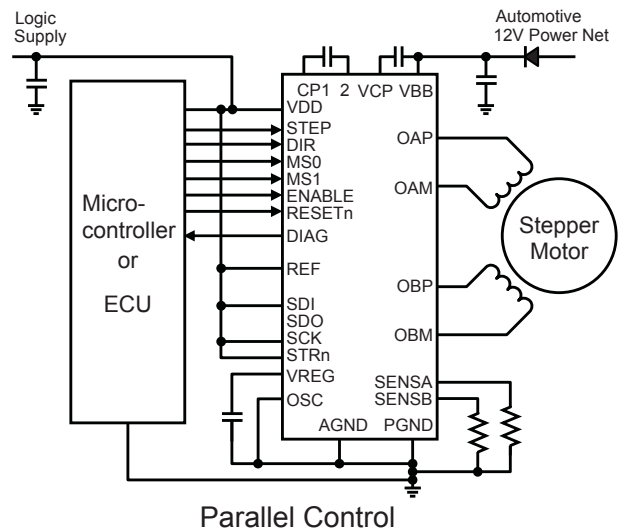 Logic
Supply
Automotive
12V Power Net
CP1 2 VCP VBB
VDD
STEP
DIR
MS0
MS1
ENABLE
RESETn
DIAG
REF
SDI
SDO
SCK
STRn
VREG
OSC
AGND PGND
OAP
OAM
OBP
OBM
SENSA
SENSB
Micro-
controller
or
ECU
Stepper
Motor
Parallel Control